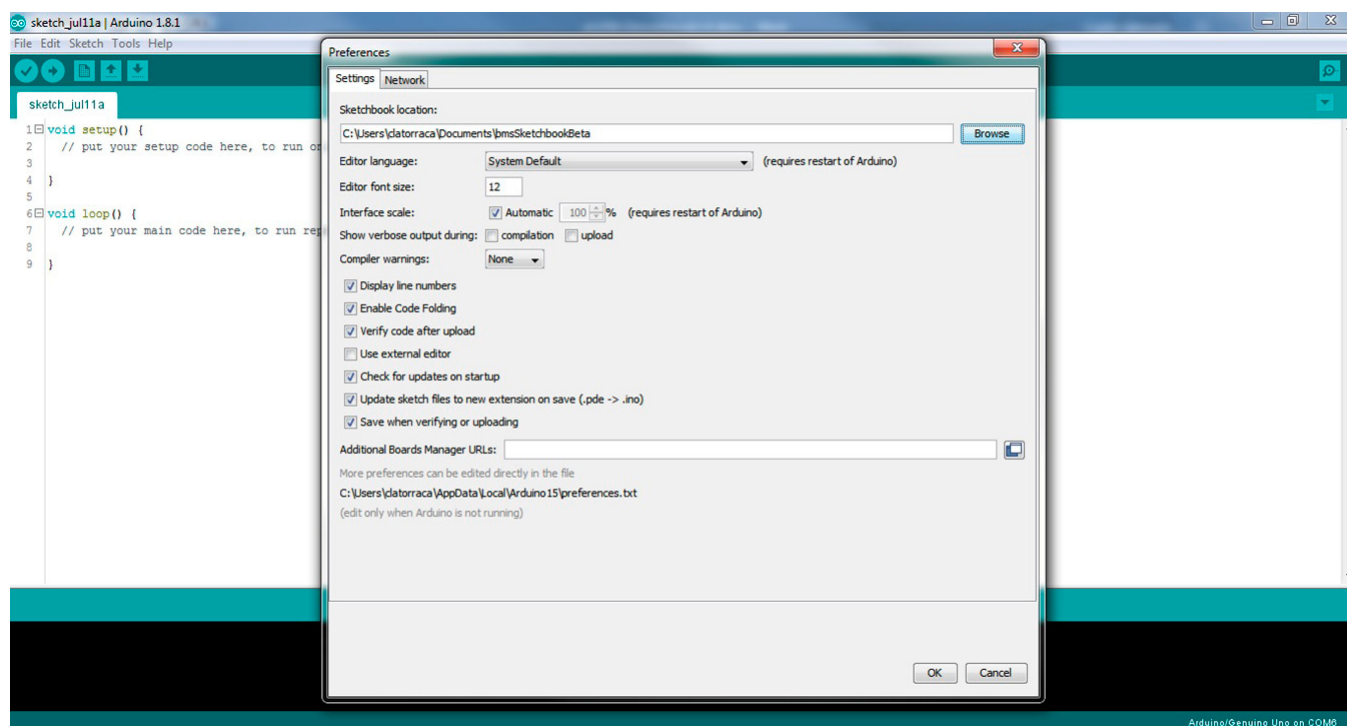 sketch_jul11a | Arduino 1.8.1
File Edit Sketch Tools Help
sketch_jul11a
1 void setup() {
2 // put your setup code here, to run
3
4 }
5
6 void loop() {
7 // put your main code here, to run
8
9 }
Preferences
Settings Network
Sketchbook location:
C:\Users\clatorraca\Documents\bmsSketchbookBeta Browse
Editor language: System Default (requires restart of Arduino)
Editor font size: 12
Interface scale: Automatic 100 % (requires restart of Arduino)
Show verbose output during: compilation upload
Compiler warnings: None
Display line numbers
Enable Code Folding
Verify code after upload
Use external editor
Check for updates on startup
Update sketch files to new extension on save (.pde -> .ino)
Save when verifying or uploading
Additional Boards Manager URLs:
More preferences can be edited directly in the file
C:\Users\clatorraca\AppData\Local\Arduino15\preferences.txt
(edit only when Arduino is not running)
OK Cancel
Arduino/Genuino Uno on COM6